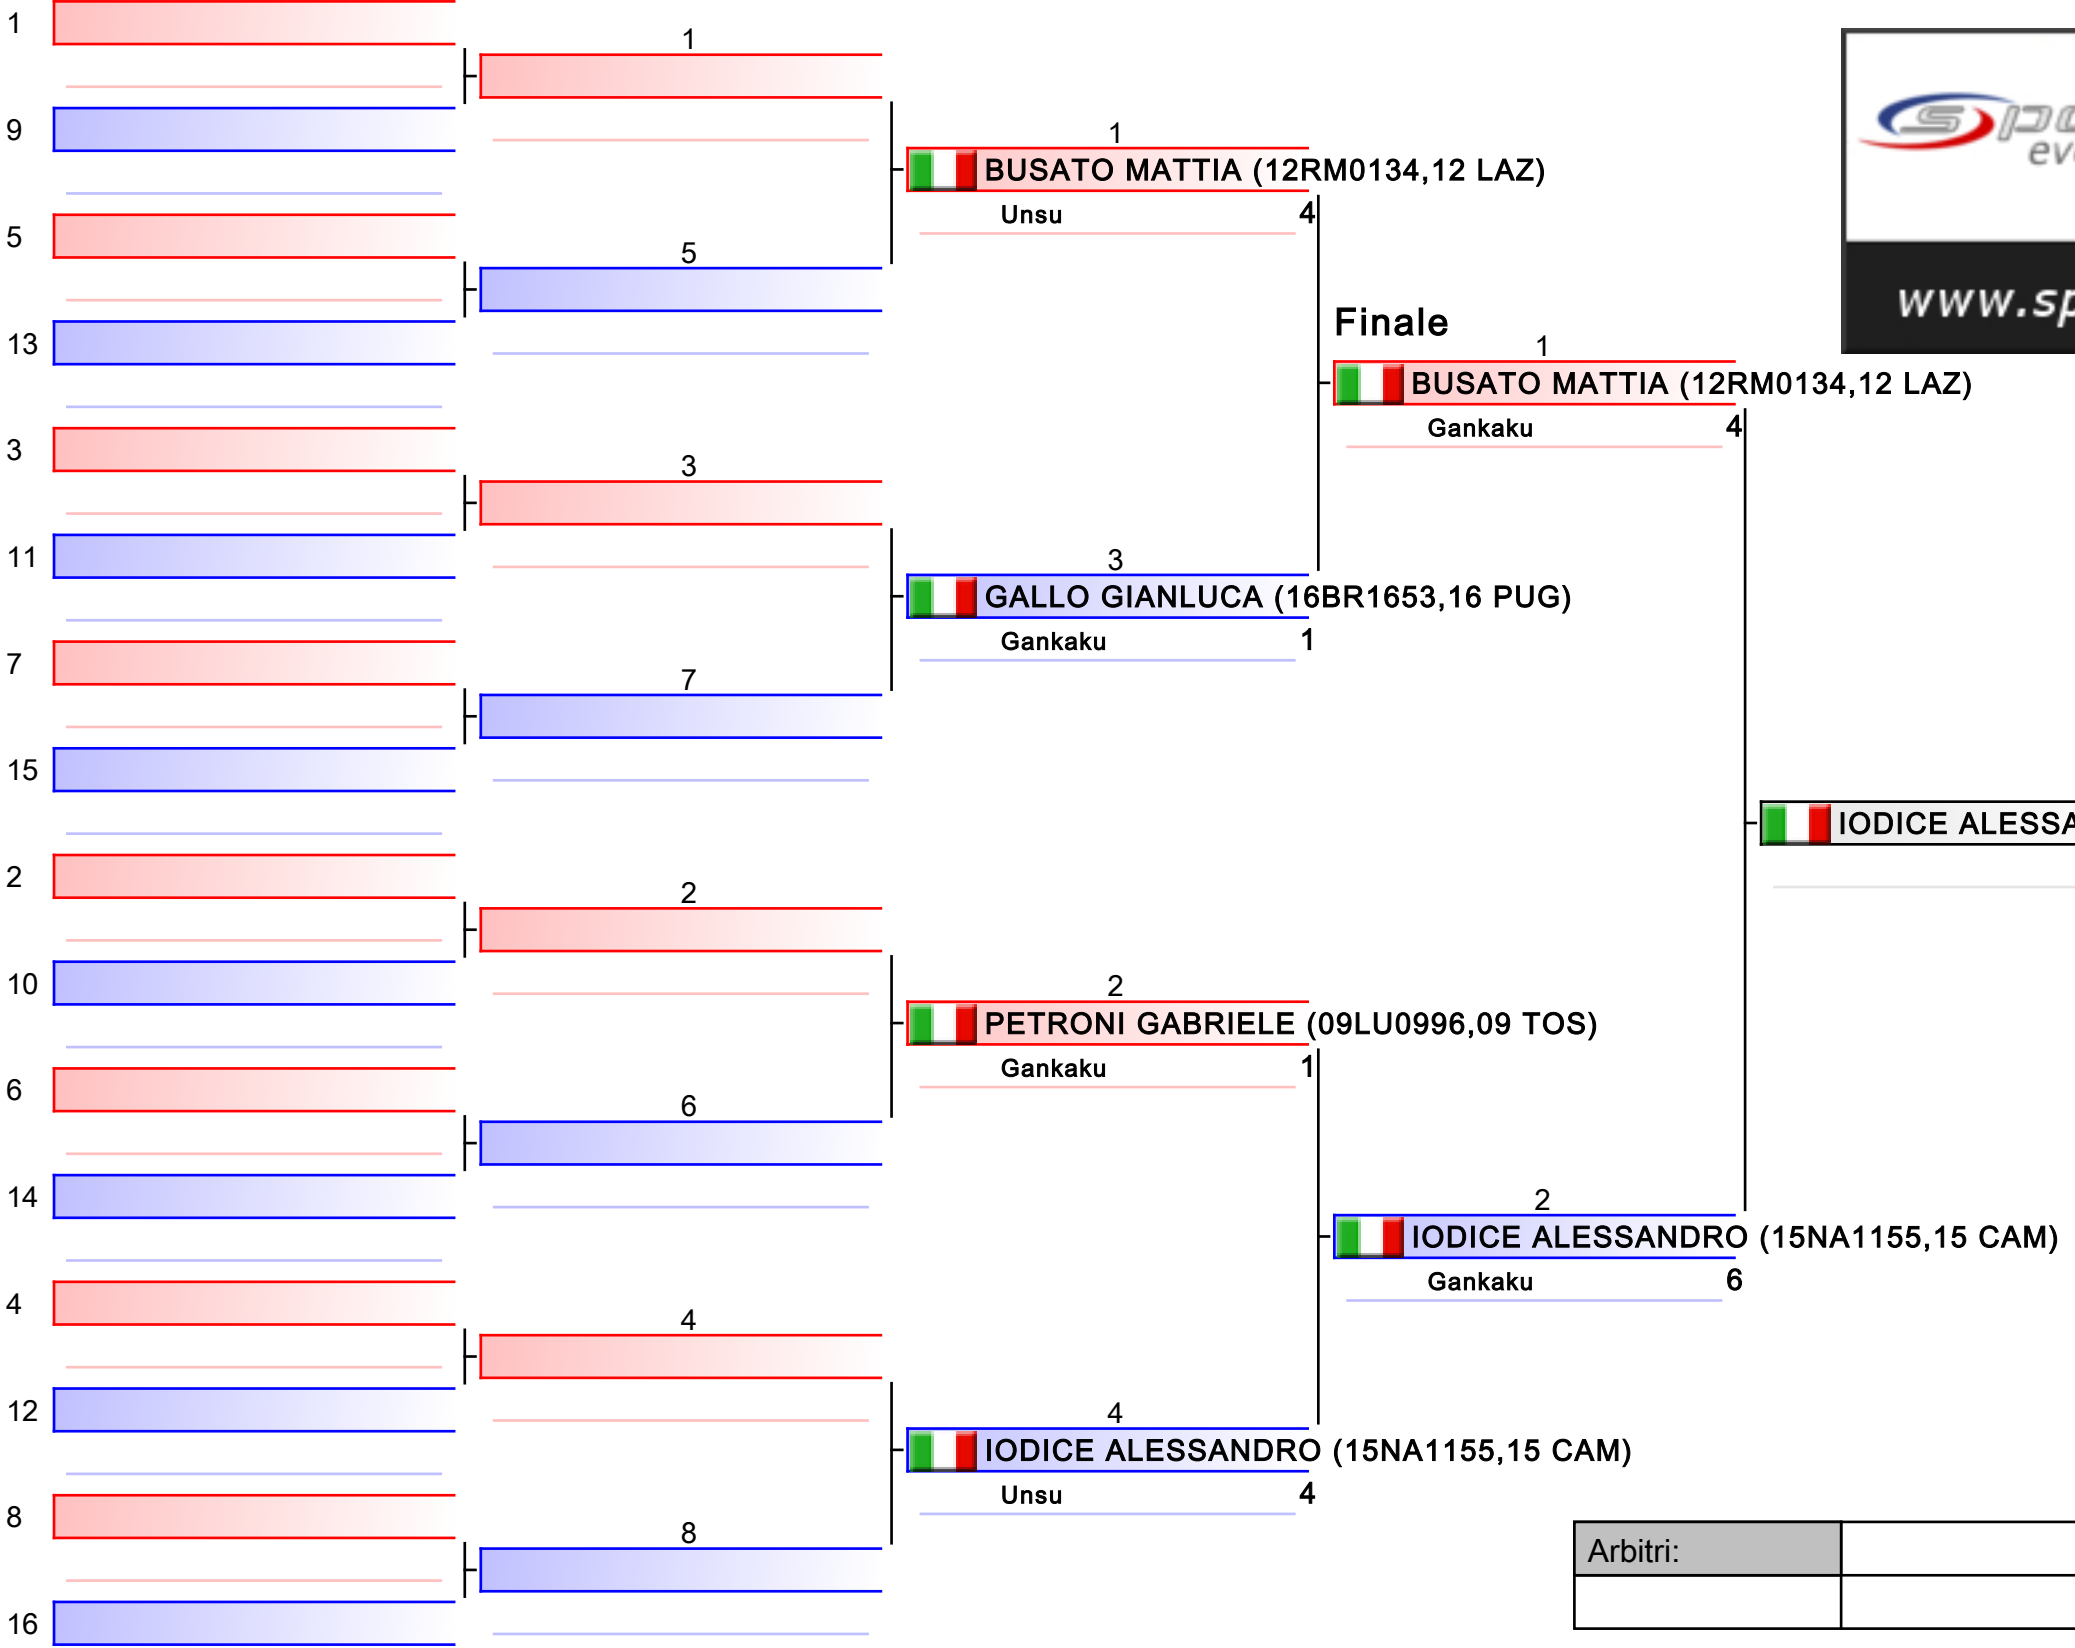 1
9
5
13
3
11
7
15
2
10
6
14
4
12
8
16
1
5
3
7
2
6
4
8
1
BUSATO MATTIA (12RM0134,12 LAZ)
Unsu 4
3
GALLO GIANLUCA (16BR1653,16 PUG)
Gankaku 1
2
PETRONI GABRIELE (09LU0996,09 TOS)
Gankaku 1
4
IODICE ALESSANDRO (15NA1155,15 CAM)
Unsu 4
Finale
1
BUSATO MATTIA (12RM0134,12 LAZ)
Gankaku 4
2
IODICE ALESSANDRO (15NA1155,15 CAM)
Gankaku 6
IODICE ALESSA
www.sp
Arbitri: